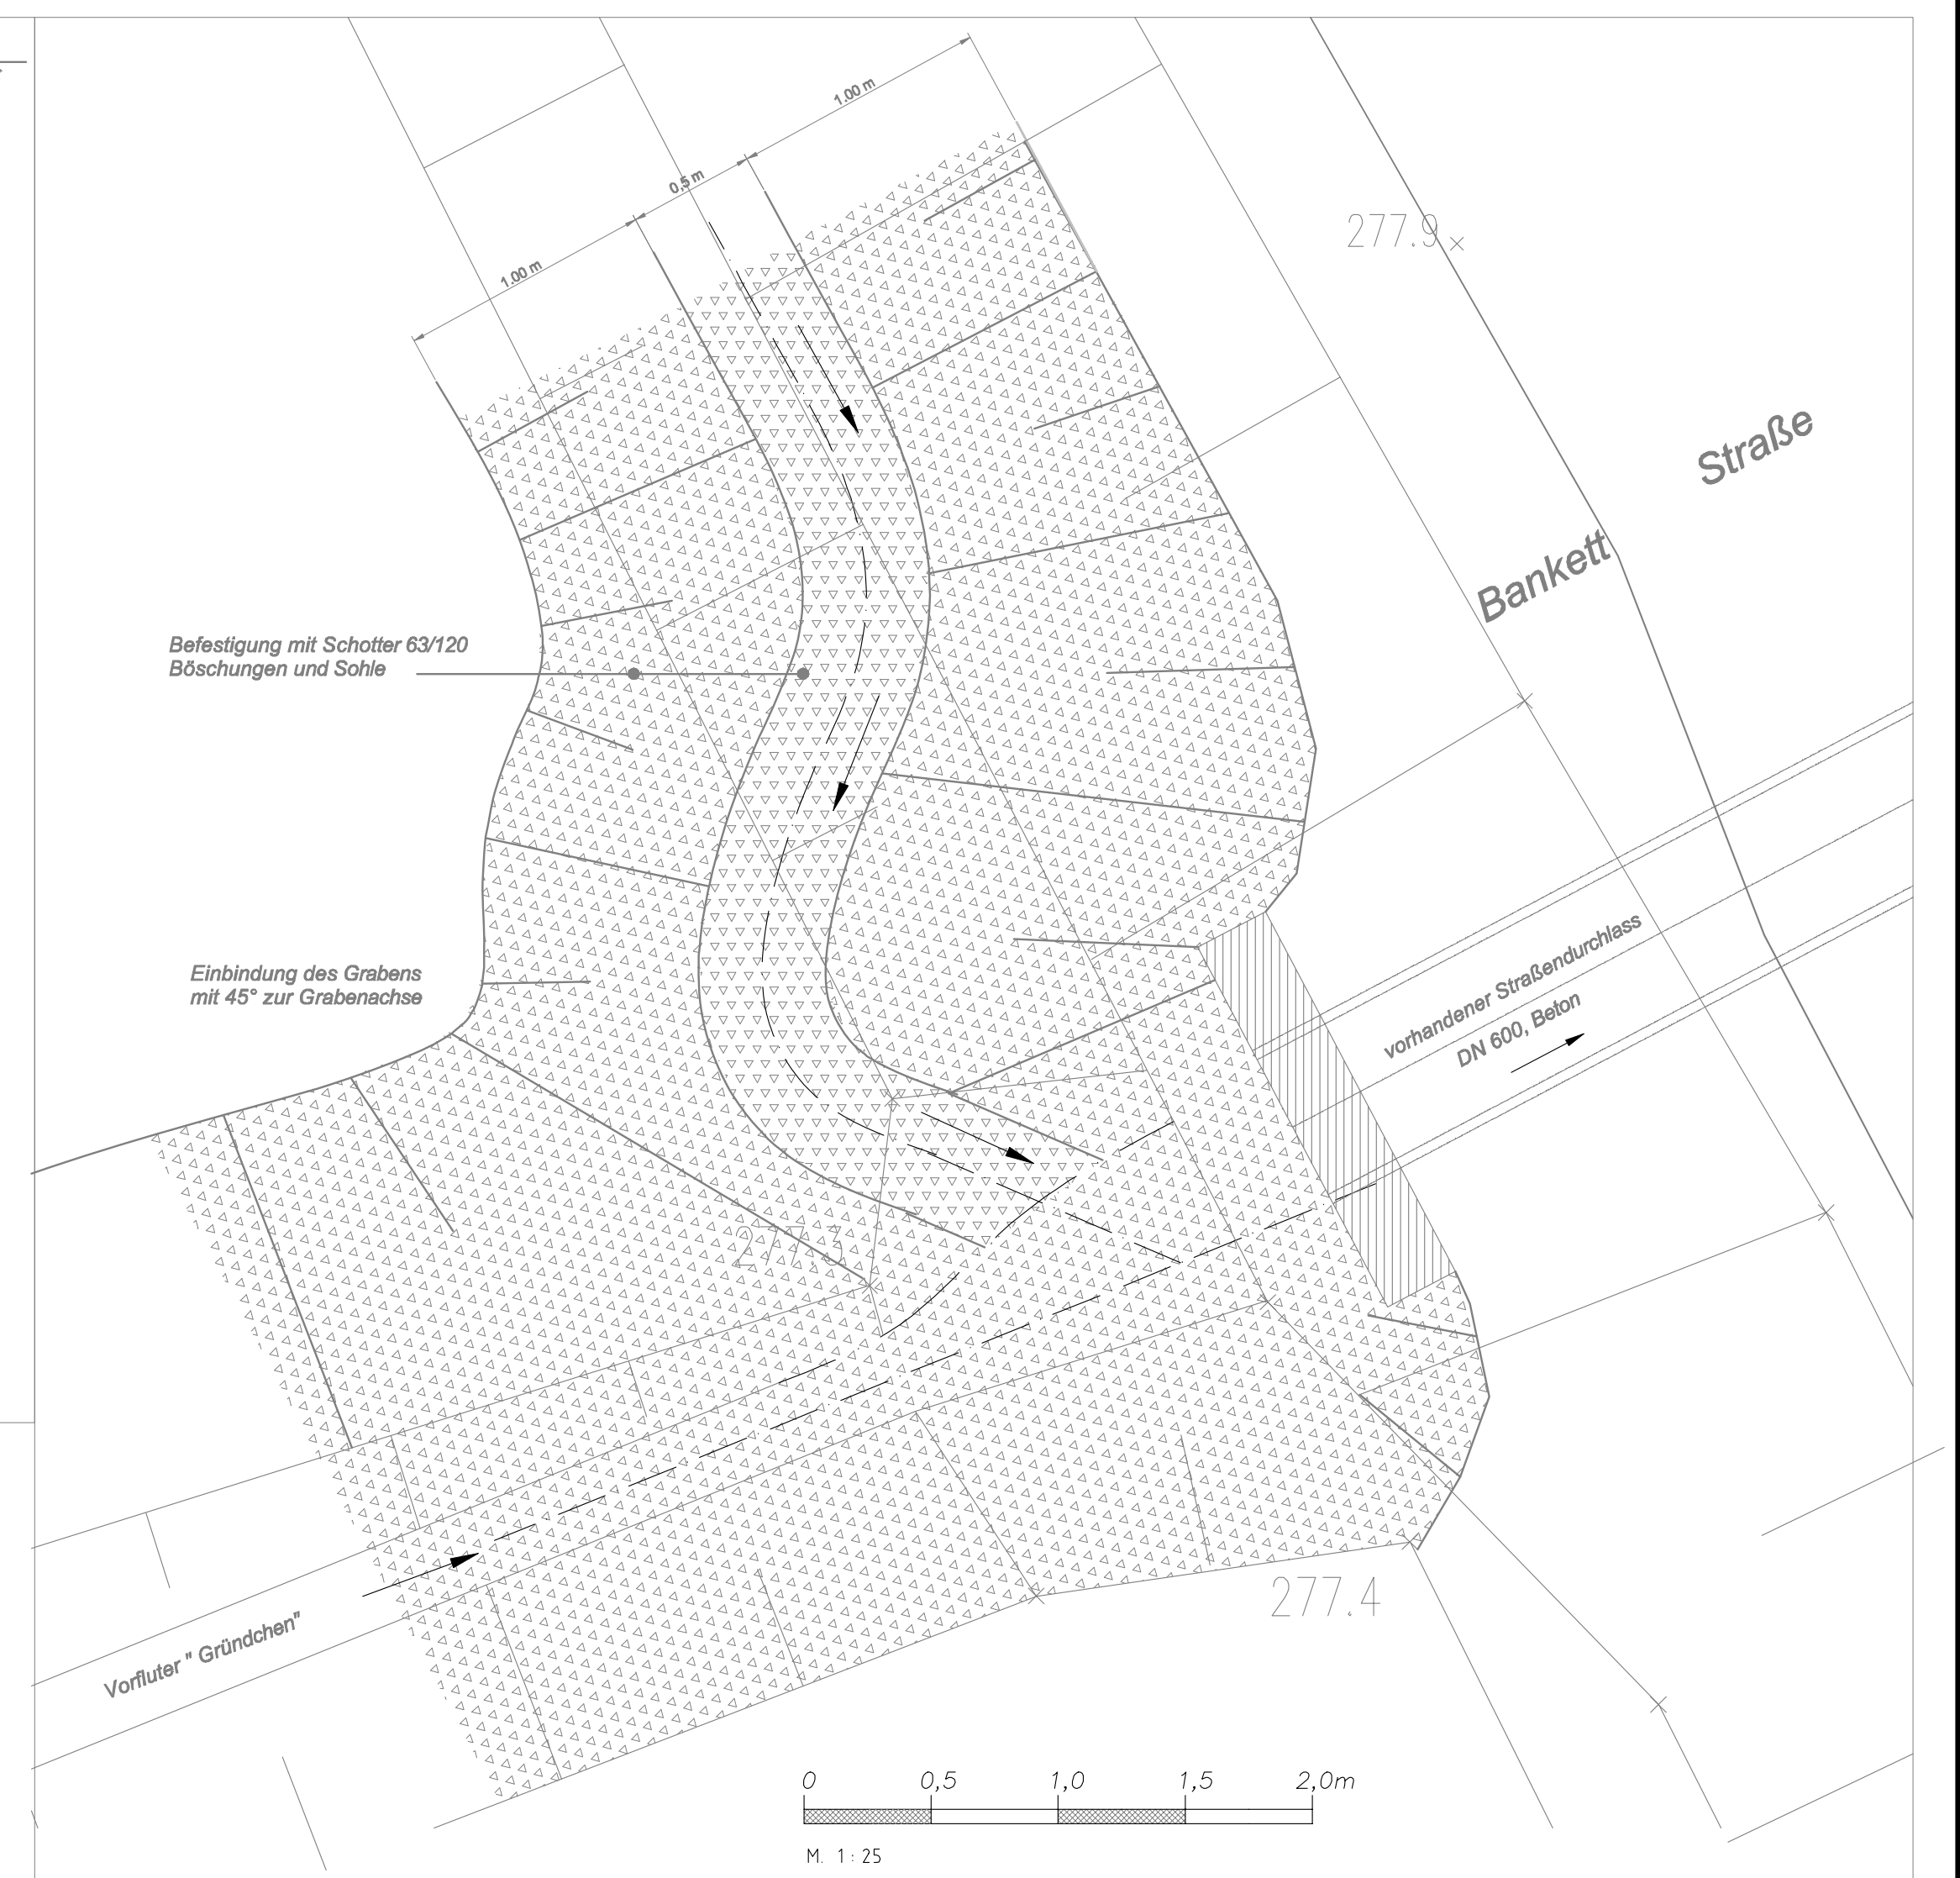 1.00 m
0,5 m
1.00 m
277.9
Straße
Bankett
Befestigung mit Schotter 63/120
Böschungen und Sohle
Einbindung des Grabens
mit 45° zur Grabenachse
vorhandener Straßendurchlass
DN 600, Beton
277.3
277.4
Vorfluter " Gründchen"
0 0,5 1,0 1,5 2,0m
M. 1:25